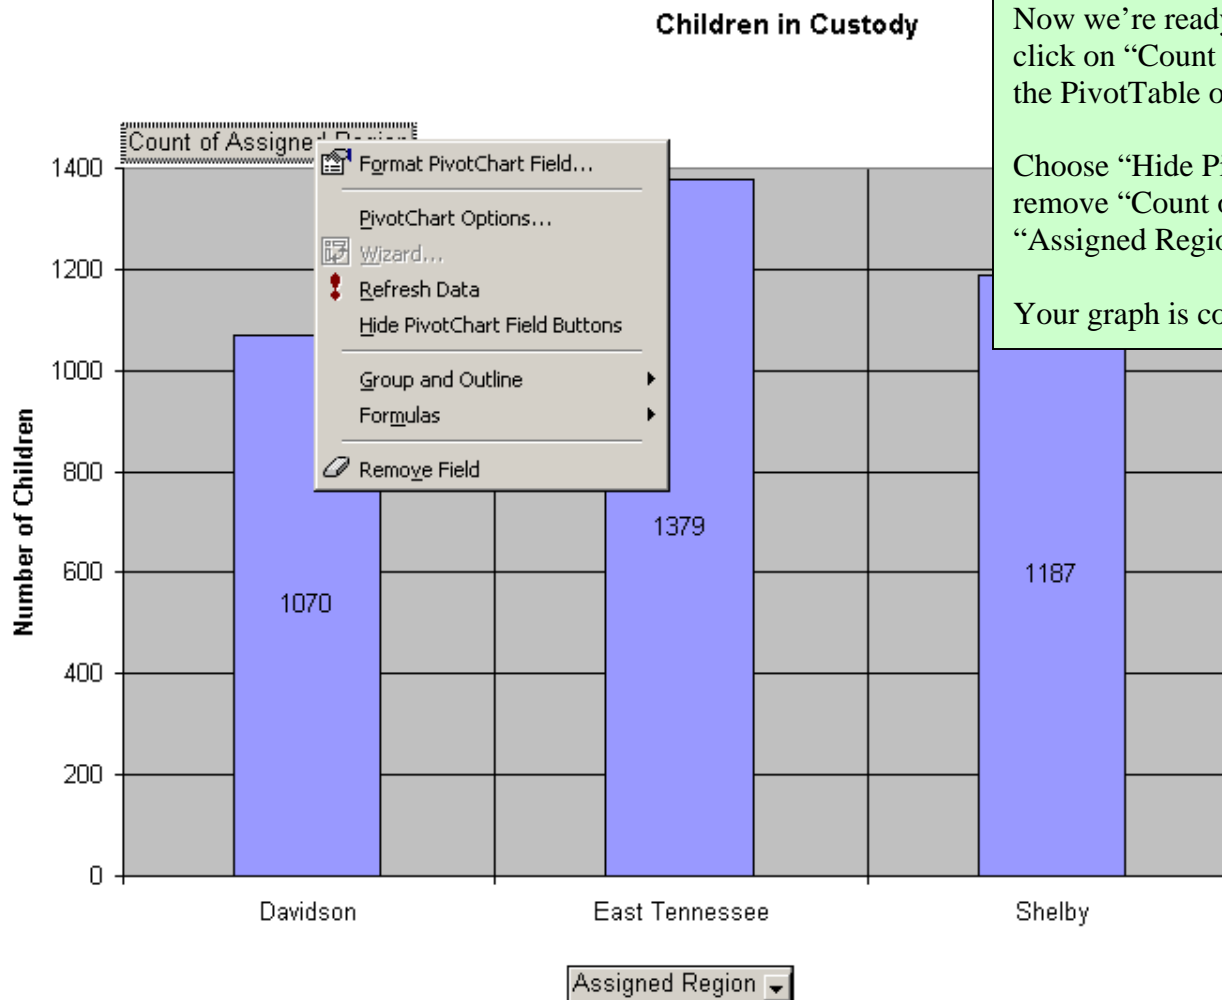 Children in Custody
Now we're ready
click on “Count
the PivotTable o
Choose “Hide Pi
remove “Count o
“Assigned Regio
Your graph is co
Count of Assigned Region
Format PivotChart Field...
PivotChart Options...
Wizard...
Refresh Data
Hide PivotChart Field Buttons
Group and Outline
Formulas
Remove Field
Number of Children
1400
1200
1000
800
600
400
200
0
1070
1379
1187
Davidson
East Tennessee
Shelby
Assigned Region